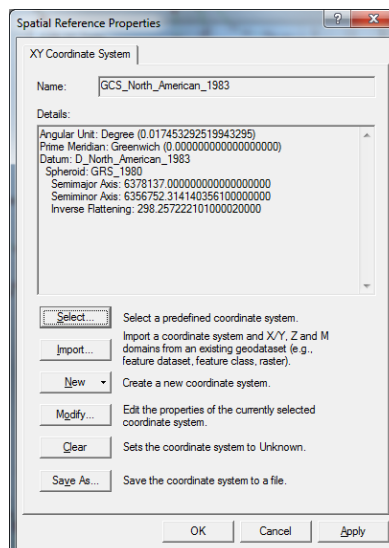 Spatial Reference Properties
XY Coordinate System
Name: GCS_North_American_1983
Details:
Angular Unit: Degree (0.017453292519943295)
Prime Meridian: Greenwich (0.000000000000000000)
Datum: D_North_American_1983
Spheroid: GRS_1980
Semimajor Axis: 6378137.000000000000000000
Semiminor Axis: 6356752.314140356100000000
Inverse Flattening: 298.257222101000020000
Select... Select a predefined coordinate system.
Import... Import a coordinate system and X/Y, Z and M
domains from an existing geodataset (e.g.,
feature dataset, feature class, raster).
New Create a new coordinate system.
Modify... Edit the properties of the currently selected
coordinate system.
Clear Sets the coordinate system to Unknown.
Save As... Save the coordinate system to a file.
OK Cancel Apply